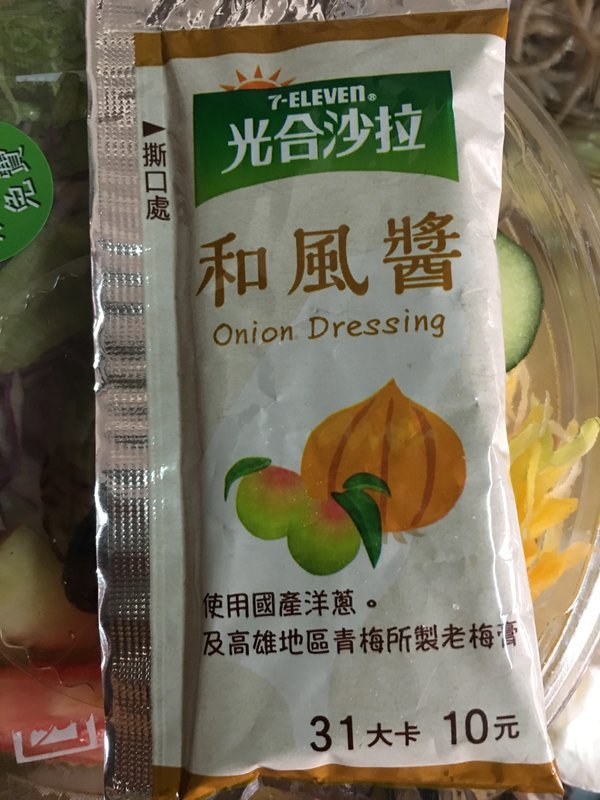 7-ELEVEN®
光合沙拉
撕口處
和風醬
Onion Dressing
使用國產洋蔥。
及高雄地區青梅所製老梅膏
31大卡 10元